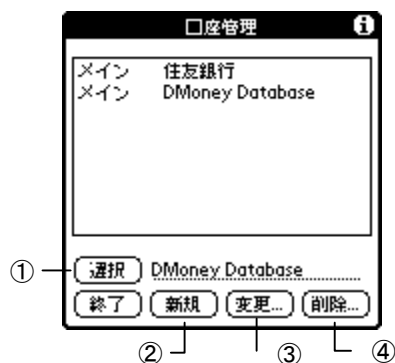 口座管理
メイン 住友銀行
メイン DMoney Database
① 選択 DMoney Database
終了 新規 変更... 削除...
② ③ ④